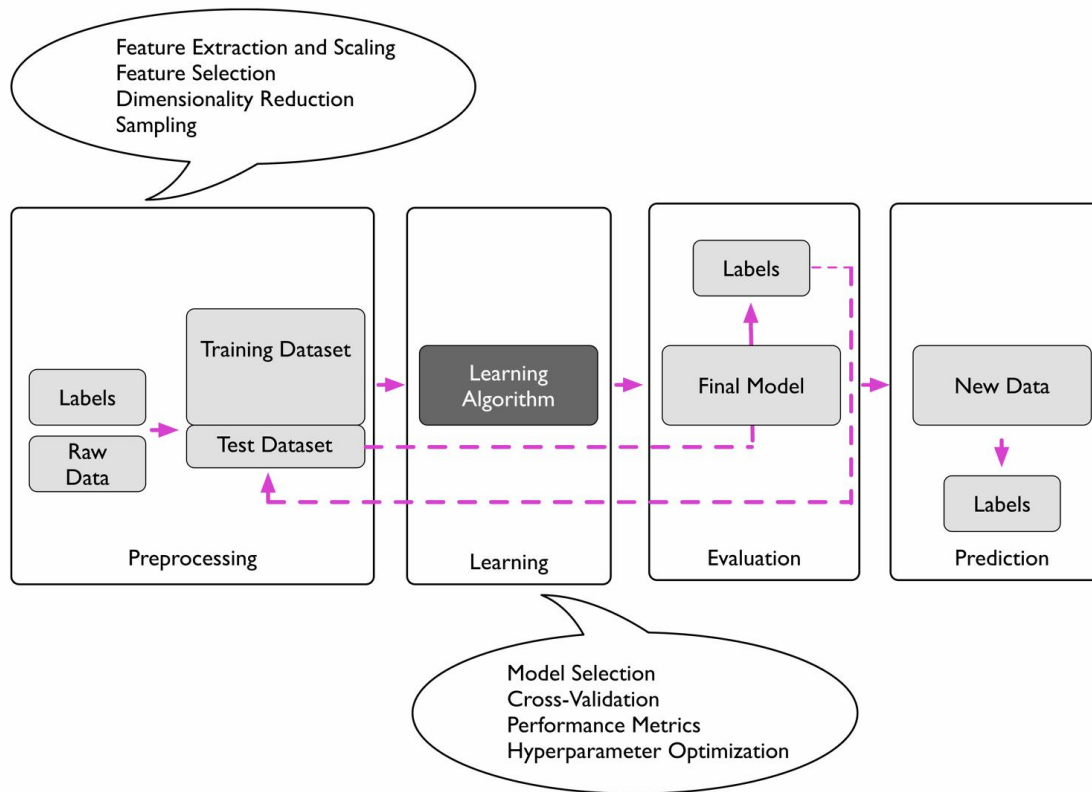 Feature Extraction and Scaling
Feature Selection
Dimensionality Reduction
Sampling
Labels
Raw
Data
Training Dataset
Test Dataset
Preprocessing
Learning
Algorithm
Learning
Labels
Final Model
Evaluation
New Data
Labels
Prediction
Model Selection
Cross-Validation
Performance Metrics
Hyperparameter Optimization